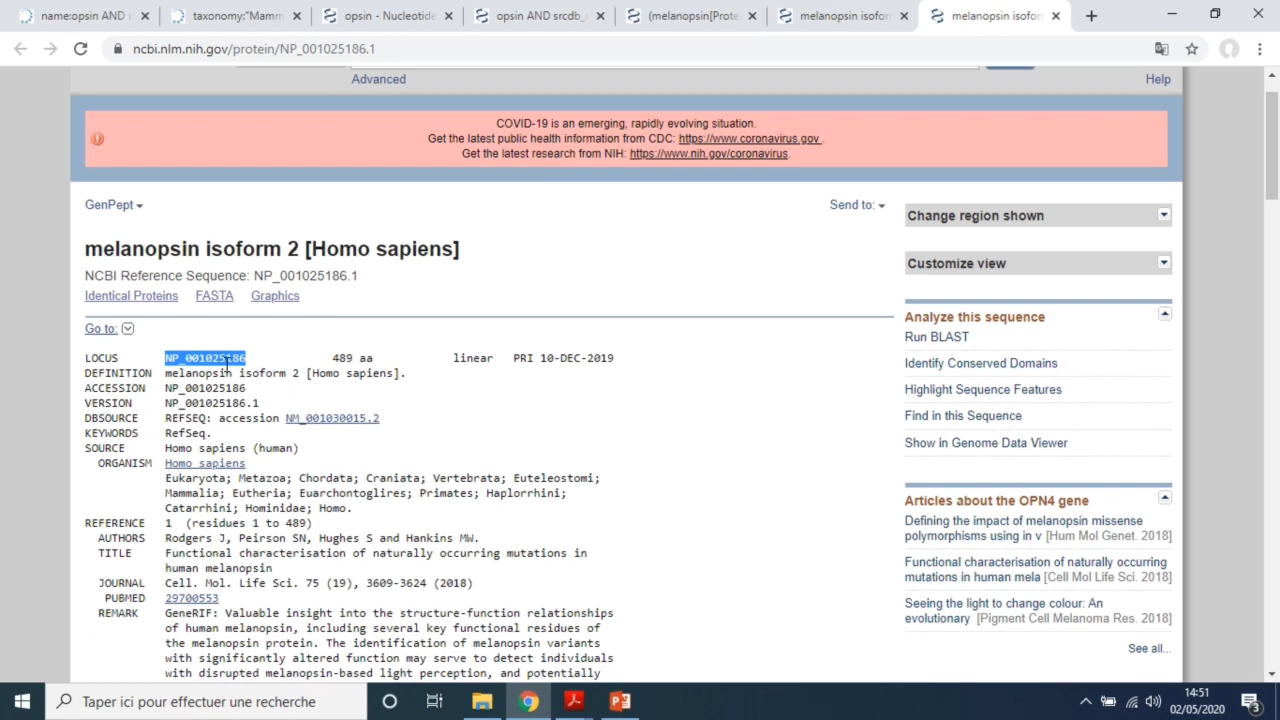 name:opsin AND r
taxonomy:"Mamm
opsin - Nucleotide
opsin AND srcdb_
(melanopsin[Prote
melanopsin isofor
melanopsin isofor
ncbi.nlm.nih.gov/protein/NP_001025186.1
Advanced
Help
COVID-19 is an emerging, rapidly evolving situation.
Get the latest public health information from CDC: https://www.coronavirus.gov .
Get the latest research from NIH: https://www.nih.gov/coronavirus.
GenPept
Send to:
melanopsin isoform 2 [Homo sapiens]
NCBI Reference Sequence: NP_001025186.1
Identical Proteins FASTA Graphics
Go to:
LOCUS NP_001025186 489 aa linear PRI 10-DEC-2019
DEFINITION melanopsin isoform 2 [Homo sapiens].
ACCESSION NP_001025186
VERSION NP_001025186.1
DBSOURCE REFSEQ: accession NM_001030015.2
KEYWORDS RefSeq.
SOURCE Homo sapiens (human)
ORGANISM Homo sapiens
Eukaryota; Metazoa; Chordata; Craniata; Vertebrata; Euteleostomi;
Mammalia; Eutheria; Euarchontoglires; Primates; Haplorrhini;
Catarrhini; Hominidae; Homo.
REFERENCE 1 (residues 1 to 489)
AUTHORS Rodgers J, Peirson SN, Hughes S and Hankins MW.
TITLE Functional characterisation of naturally occurring mutations in
human melanopsin
JOURNAL Cell. Mol. Life Sci. 75 (19), 3609-3624 (2018)
PUBMED 29700553
REMARK GeneRIF: Valuable insight into the structure-function relationships
of human melanopsin, including several key functional residues of
the melanopsin protein. The identification of melanopsin variants
with significantly altered function may serve to detect individuals
with disrupted melanopsin-based light perception, and potentially
Change region shown
Customize view
Analyze this sequence
Run BLAST
Identify Conserved Domains
Highlight Sequence Features
Find in this Sequence
Show in Genome Data Viewer
Articles about the OPN4 gene
Defining the impact of melanopsin missense
polymorphisms using in v [Hum Mol Genet. 2018]
Functional characterisation of naturally occurring
mutations in human mela [Cell Mol Life Sci. 2018]
Seeing the light to change colour: An
evolutionary [Pigment Cell Melanoma Res. 2018]
See all...
Taper ici pour effectuer une recherche
14:51
02/05/2020
3